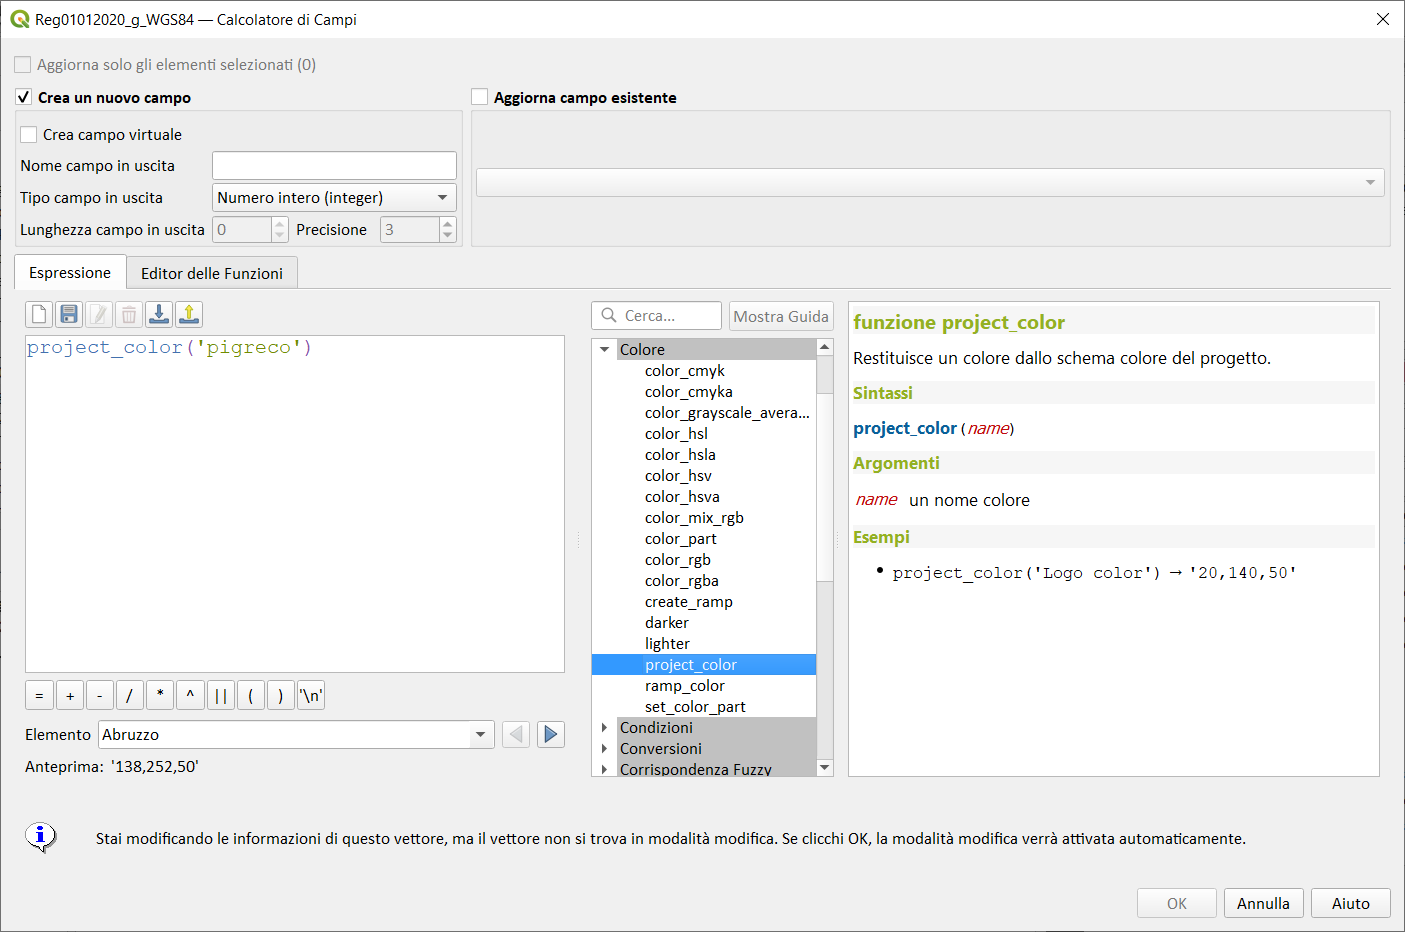 Reg01012020_g_WGS84 — Calcolatore di Campi
Aggiorna solo gli elementi selezionati (0)
Crea un nuovo campo
Aggiorna campo esistente
Crea campo virtuale
Nome campo in uscita
Tipo campo in uscita Numero intero (integer)
Lunghezza campo in uscita 0 Precisione 3
Espressione Editor delle Funzioni
project_color('pigreco')
= + - / * ^ || ( ) '\n'
Elemento Abruzzo
Anteprima: '138,252,50'
Cerca... Mostra Guida
Colore
color_cmyk
color_cmyka
color_grayscale_avera...
color_hsl
color_hsla
color_hsv
color_hsva
color_mix_rgb
color_part
color_rgb
color_rgba
create_ramp
darker
lighter
project_color
ramp_color
set_color_part
Condizioni
Conversioni
Corrispondenza Fuzzy
funzione project_color
Restituisce un colore dallo schema colore del progetto.
Sintassi
project_color(name)
Argomenti
name un nome colore
Esempi
• project_color('Logo color') → '20,140,50'
Stai modificando le informazioni di questo vettore, ma il vettore non si trova in modalità modifica. Se clicchi OK, la modalità modifica verrà attivata automaticamente.
OK Annulla Aiuto